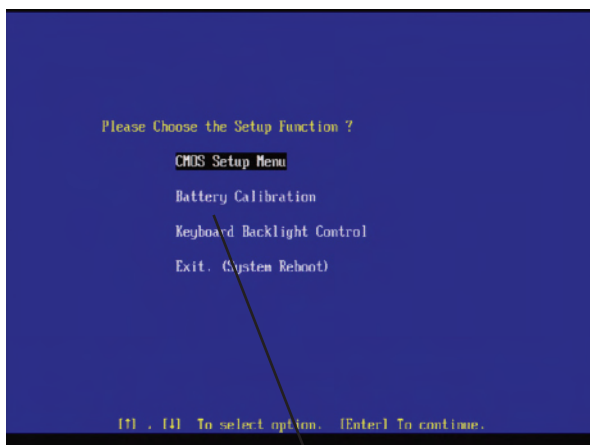 Please Choose the Setup Function ?
CMOS Setup Menu
Battery Calibration
Keyboard Backlight Control
Exit. (System Reboot)
[↑] , [↓] To select option. [Enter] To continue.